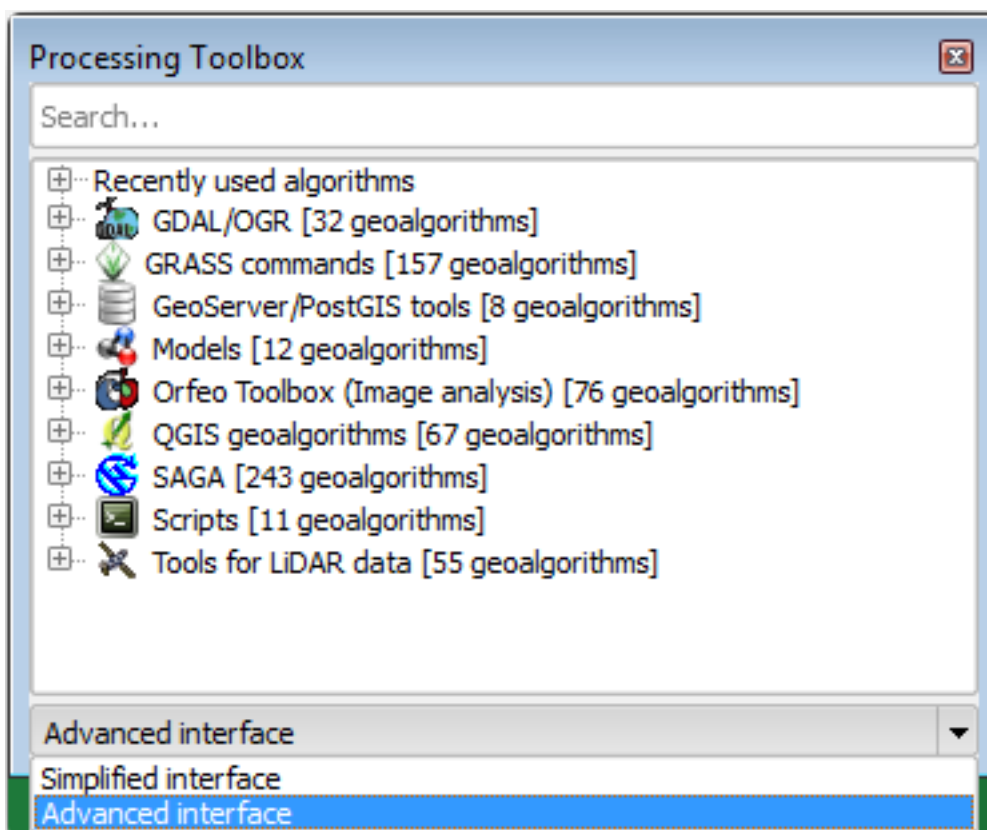 Processing Toolbox
Search...
Recently used algorithms
GDAL/OGR [32 geoalgorithms]
GRASS commands [157 geoalgorithms]
GeoServer/PostGIS tools [8 geoalgorithms]
Models [12 geoalgorithms]
Orfeo Toolbox (Image analysis) [76 geoalgorithms]
QGIS geoalgorithms [67 geoalgorithms]
SAGA [243 geoalgorithms]
Scripts [11 geoalgorithms]
Tools for LiDAR data [55 geoalgorithms]
Advanced interface
Simplified interface
Advanced interface